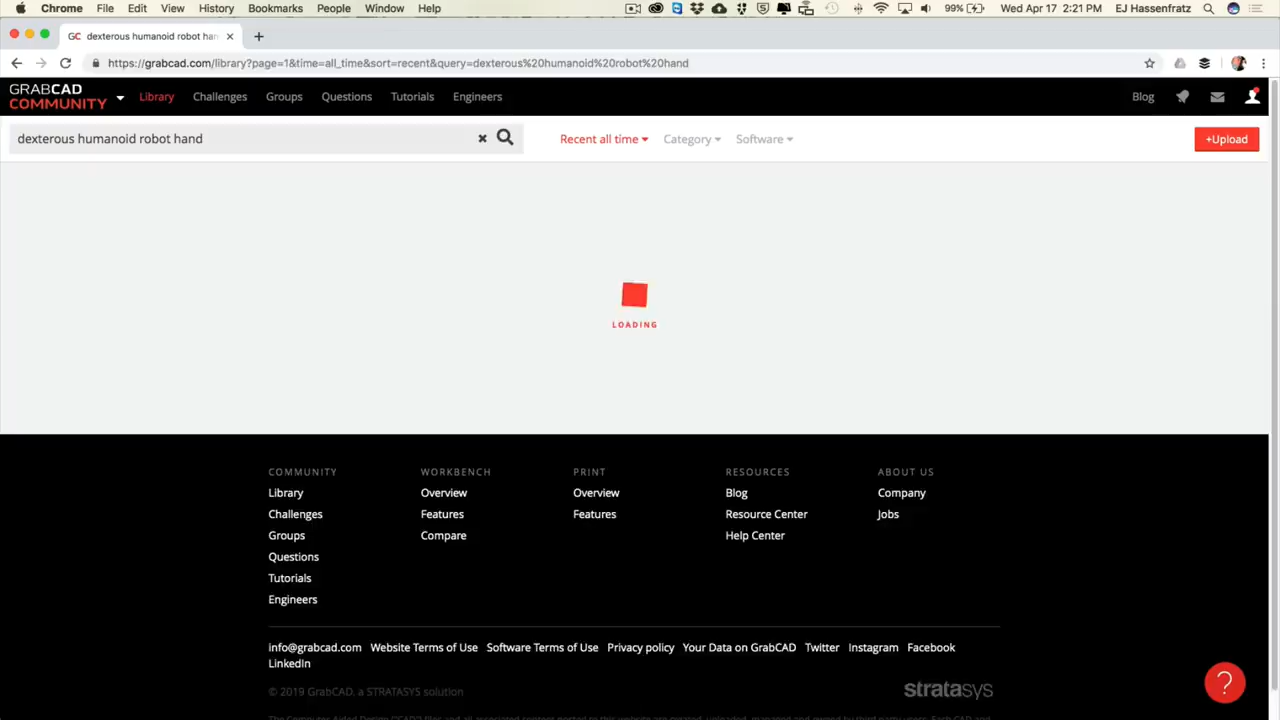 Chrome File Edit View History Bookmarks People Window Help 99% Wed Apr 17 2:21 PM EJ Hassenfratz
GC dexterous humanoid robot han
https://grabcad.com/library?page=1&time=all_time&sort=recent&query=dexterous%20humanoid%20robot%20hand
GRABCAD
COMMUNITY Library Challenges Groups Questions Tutorials Engineers Blog
dexterous humanoid robot hand Recent all time Category Software +Upload
LOADING
COMMUNITY WORKBENCH PRINT RESOURCES ABOUT US
Library Overview Overview Blog Company
Challenges Features Features Resource Center Jobs
Groups Compare Help Center
Questions
Tutorials
Engineers
info@grabcad.com Website Terms of Use Software Terms of Use Privacy policy Your Data on GrabCAD Twitter Instagram Facebook
LinkedIn
© 2019 GrabCAD, a STRATASYS solution stratasys
?